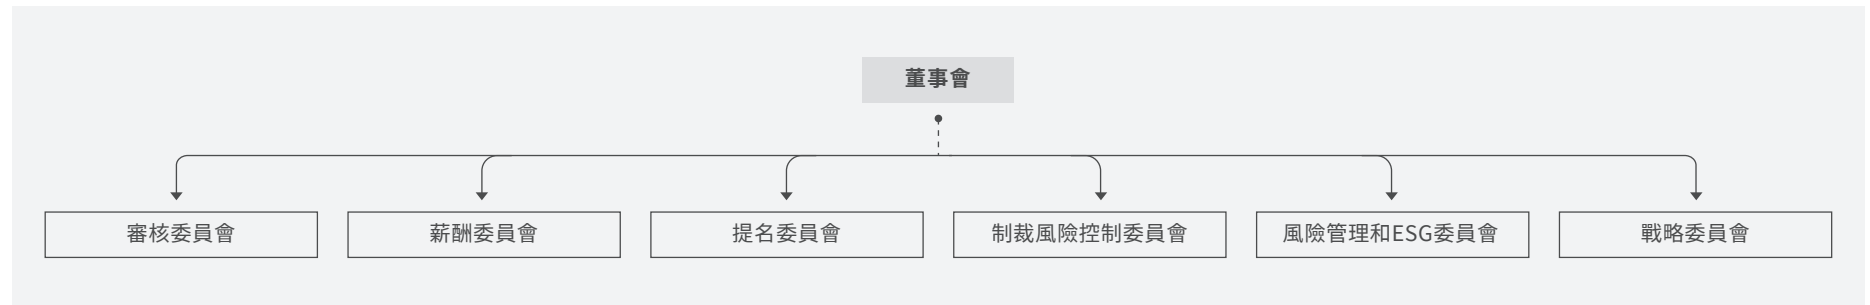 董事會
審核委員會
薪酬委員會
提名委員會
制裁風險控制委員會
風險管理和ESG委員會
戰略委員會